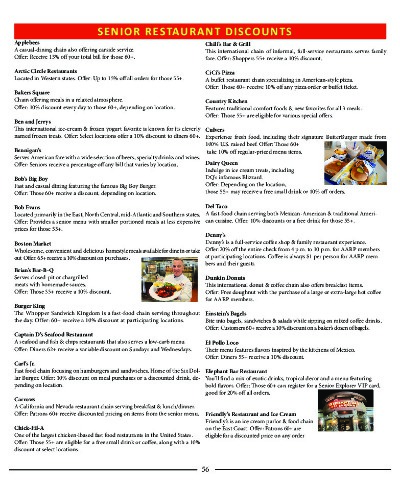 SENIOR RESTAURANT DISCOUNTS
Applebees
A casual-dining chain also offering carside service.
Offer: Receive 15% off your total bill for those 60+.
Arctic Circle Restaurants
Located in Western states. Offer: Up to 15% off all orders for those 55+
Bakers Square
Chain offering meals in a relaxed atmosphere.
Offer: 10% discount every day to those 60+, depending on location.
Ben and Jerrys
This international ice-cream & frozen yogurt favorite is known for its cleverly
named frozen treats. Offer: Select locations offer a 10% discount to diners 60+.
Bennigan's
Serves American fare with a wide selection of beers, specialty drinks and wines.
Offer: Seniors receive a percentage off any bill that varies by location.
Bob's Big Boy
Fast and casual dining featuring the famous Big Boy Burger.
Offer: Those 60+ receive a discount, depending on location.
Bob Evans
Located primarily in the East, North Central, mid-Atlantic and Southern states.
Offer: Provides a senior menu with smaller portioned meals at less expensive
prices for those 55+.
Boston Market
Wholesome, convenient and delicious homestyle meals available for dine in or take
out. Offer: 65+ receive a 10% discount on purchases.
Brian's Bar-B-Q
Serves closed-pit or chargrilled
meats with homemade sauces.
Offer: Those 55+ receive a 10% discount.
Burger King
The Whopper Sandwich Kingdom is a fast-food chain serving throughout
the day. Offer: 60+ receive a 10% discount at participating locations.
Captain D's Seafood Restaurant
A seafood and fish & chips restaurants that also serves a low-carb menu.
Offer: Diners 62+ receive a variable discount on Sundays and Wednesdays.
Carl's Jr.
Fast food chain focusing on hamburgers and sandwiches, Home of the Six Dol-
lar Burger. Offer: 10% discount on meal purchases or a discounted drink, de-
pending on location.
Carrows
A California and Nevada restaurant chain serving breakfast & lunch/dinner.
Offer: Patrons 60+ receive discounted pricing on items from the senior menu.
Chick-Fil-A
One of the largest chicken-based fast food restaurants in the United States.
Offer: Those 55+ are eligible for a free small drink or coffee, along with a 10%
discount at select locations
Chili's Bar & Grill
This international chain of informal, full-service restaurants serves family
fare. Offer: Shoppers 55+ receive a 10% discount.
CiCi's Pizza
A buffet restaurant chain specializing in American-style pizza.
Offer: Those 60+ receive 10% off any pizza order or buffet ticket.
Country Kitchen
Features traditional comfort foods & new favorites for all 3 meals.
Offer: Those 55+ are eligible for various special offers.
Culvers
Experience fresh food, including their signature ButterBurger made from
100% U.S. raised beef. Offer: Those 60+
take 10% off regular-priced menu items.
Dairy Queen
Indulge in ice cream treats, including
DQ's infamous Blizzard.
Offer: Depending on the location,
those 55+ may receive a free small drink or 10% off orders.
Del Taco
A fast-food chain serving both Mexican-American & traditional Ameri-
can cuisine. Offer: 10% discounts or a free drink for those 55+.
Denny's
Denny's is a full-service coffee shop & family restaurant experience.
Offer: 20% off the entire check from 4 p.m. to 10 p.m. for AARP members
at participating locations. Coffee is always $1 per person for AARP mem-
bers and their guests.
Dunkin Donuts
This international donut & coffee chain also offers breakfast items.
Offer: Free doughnut with the purchase of a large or extra-large hot coffee
for AARP members.
Einstein's Bagels
Bite into bagels, sandwiches & salads while sipping on mixed coffee drinks.
Offer: Customers 60+ receive a 10% discount on a baker's dozen of bagels.
El Pollo Loco
Their menu features flavors inspired by the kitchens of Mexico.
Offer: Diners 55+ receive a 10% discount.
Elephant Bar Restaurant
You'll find a mix of exotic drinks, tropical decor and a menu featuring
bold flavors. Offer: Those 60+ can register for a Senior Explorer VIP card,
good for 20% off all orders.
Friendly's Restaurant and Ice Cream
Friendly's is an ice cream parlor & food chain
on the East Coast. Offer: Patrons 60+ are
eligible for a discounted price on any order
56